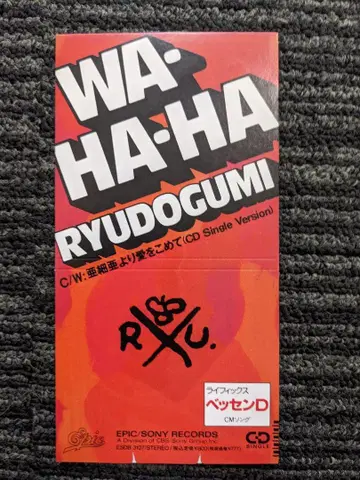 WA・
HA・HA
RYUDOGUMI
C/W: 亜細亜より愛をこめて(CD Single Version)
R U.
ライフィックス
ベッセンD
CMソング
Epic
EPIC/SONY RECORDS
A Division of CBS/Sony Group Inc.
CD
SINGLE